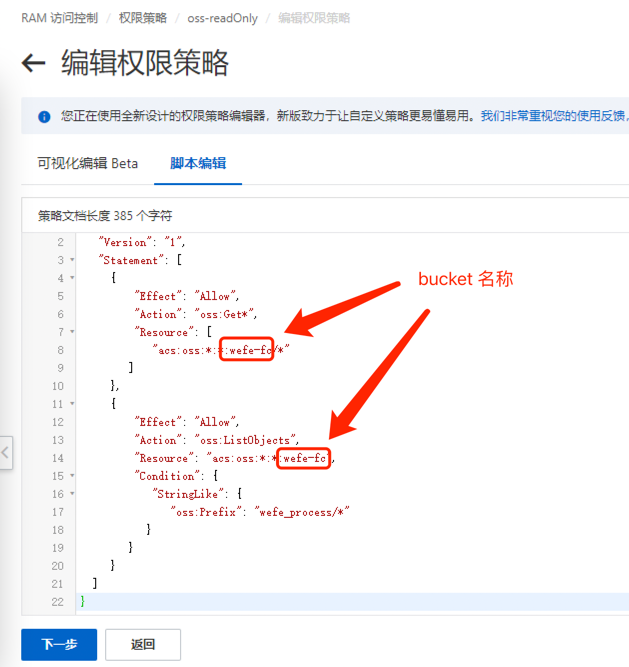 RAM 访问控制 / 权限策略 / oss-readOnly / 编辑权限策略
← 编辑权限策略
您正在使用全新设计的权限策略编辑器，新版致力于让自定义策略更易懂易用。我们非常重视您的使用反馈，
可视化编辑 Beta 脚本编辑
策略文档长度 385 个字符
2 "Version": "1",
3 "Statement": [
4 {
5 "Effect": "Allow",
6 "Action": "oss:Get*",
7 "Resource": [
8 "acs:oss:*:*:wefe-fc/*"
9 ]
10 },
11 {
12 "Effect": "Allow",
13 "Action": "oss:ListObjects",
14 "Resource": "acs:oss:*:*:wefe-fc",
15 "Condition": {
16 "StringLike": {
17 "oss:Prefix": "wefe_process/*"
18 }
19 }
20 }
21 ]
22 }
bucket 名称
下一步 返回